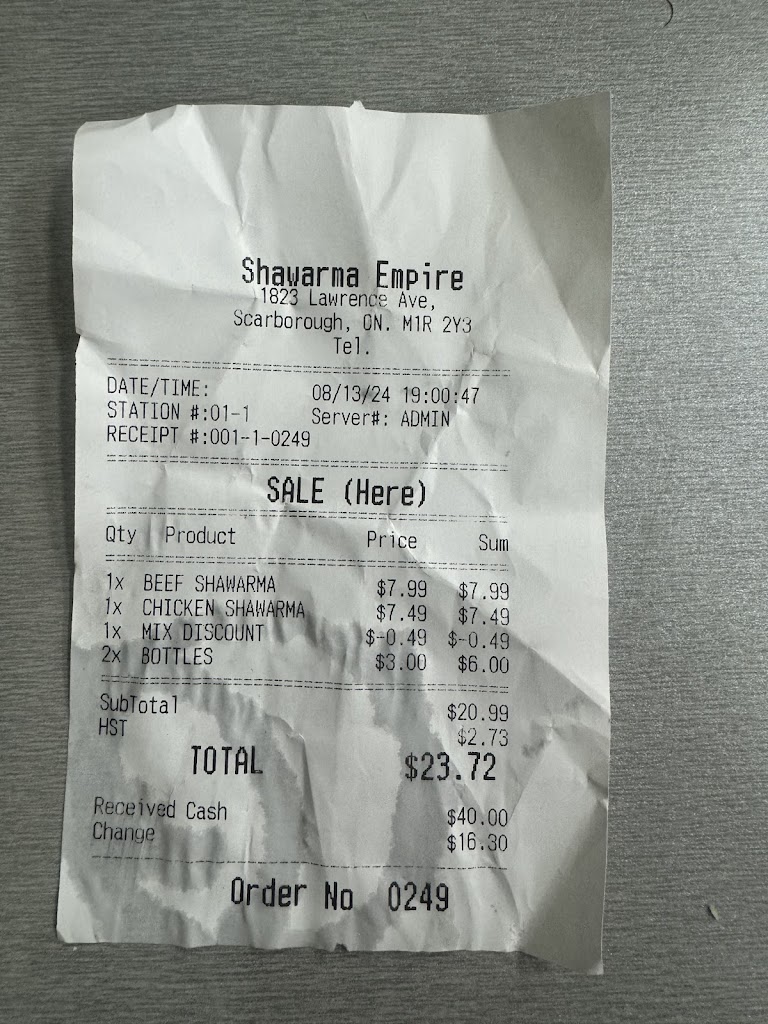 Shawarma Empire
1823 Lawrence Ave,
Scarborough, ON. M1R 2Y3
Tel.
DATE/TIME: 08/13/24 19:00:47
STATION #:01-1 Server#: ADMIN
RECEIPT #:001-1-0249
SALE (Here)
Qty Product Price Sum
1x BEEF SHAWARMA $7.99 $7.99
1x CHICKEN SHAWARMA $7.49 $7.49
1x MIX DISCOUNT $-0.49 $-0.49
2x BOTTLES $3.00 $6.00
SubTotal $20.99
HST $2.73
TOTAL $23.72
Received Cash $40.00
Change $16.30
Order No 0249